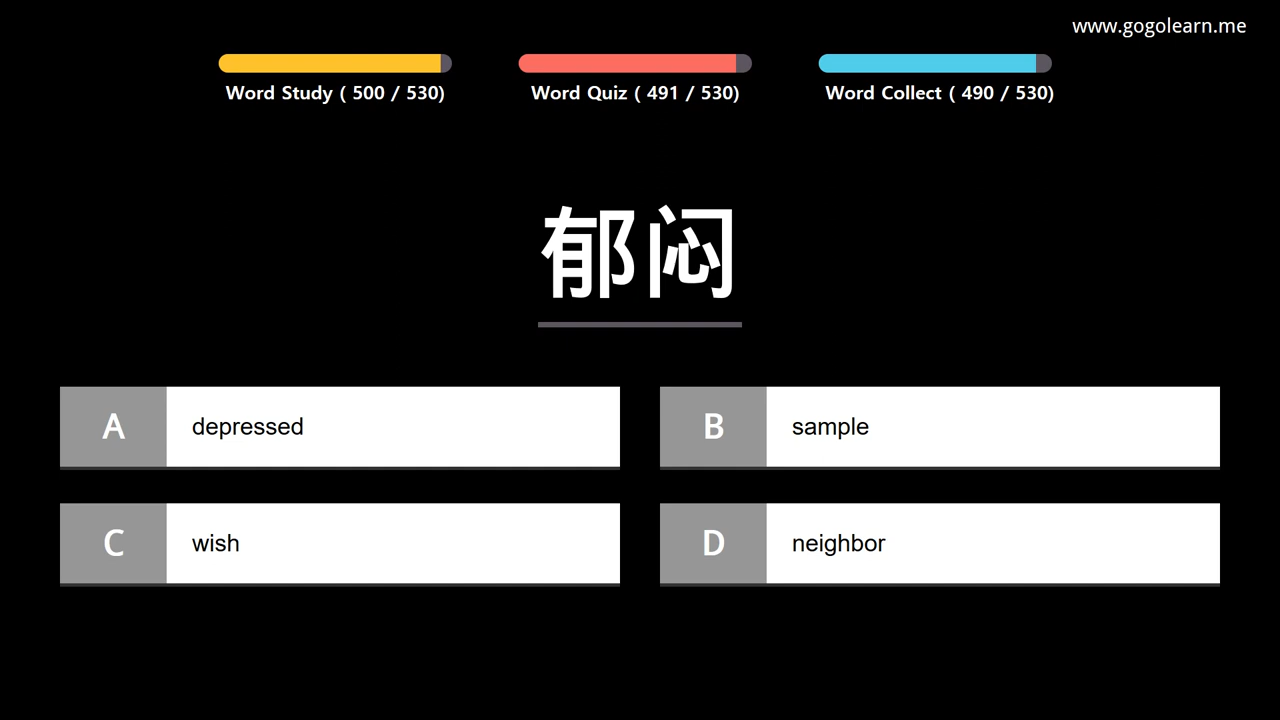 www.gogolearn.me
Word Study ( 500 / 530)
Word Quiz ( 491 / 530)
Word Collect ( 490 / 530)
郁闷
A depressed
B sample
C wish
D neighbor